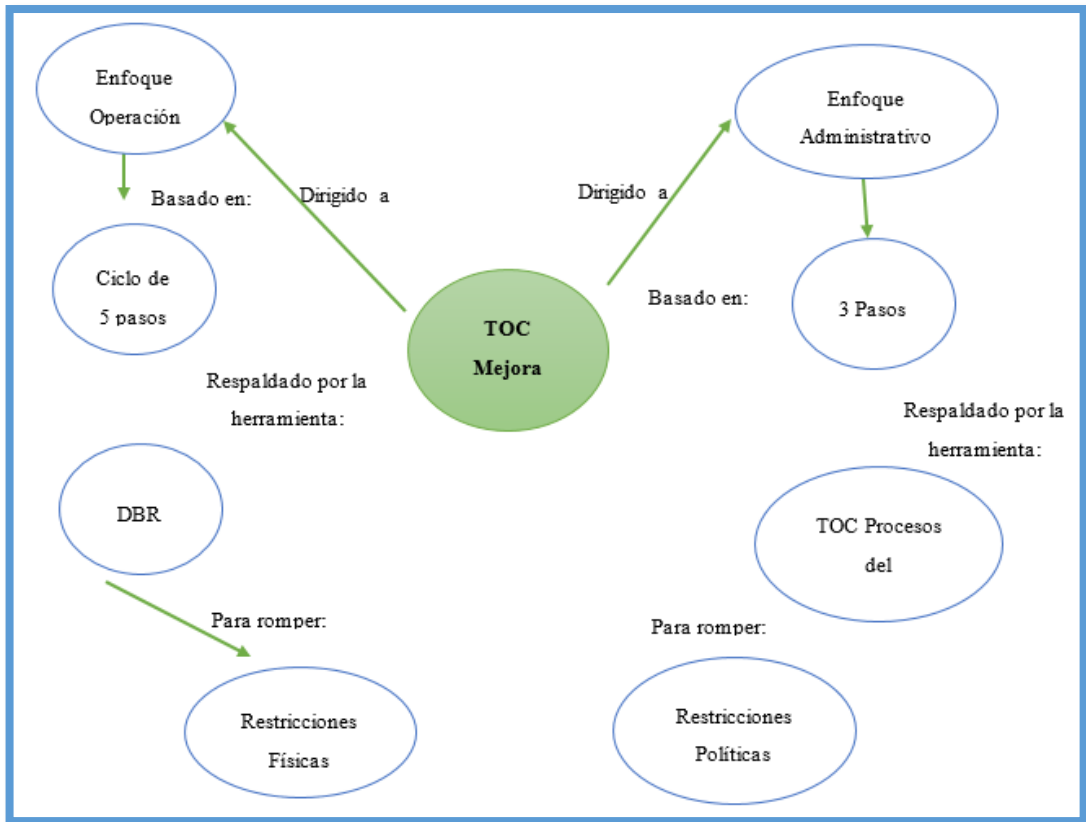 Enfoque
Operación
Enfoque
Administrativo
Basado en:
Dirigido a
Dirigido a
Ciclo de
5 pasos
TOC
Mejora
Basado en:
3 Pasos
Respaldado por la
herramienta:
Respaldado por la
herramienta:
DBR
TOC Procesos
del
Para romper:
Para romper:
Restricciones
Físicas
Restricciones
Políticas